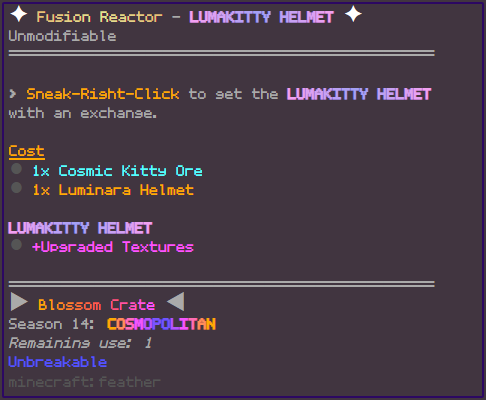 ✦ Fusion Reactor - LUMAKITTY HELMET ✦
Unmodifiable
> Sneak-Right-Click to get the LUMAKITTY HELMET
with an exchange.
Cost
● 1x Cosmic Kitty Ore
● 1x Luminara Helmet
LUMAKITTY HELMET
● +Upgraded Textures
▶ Blossom Crate ◀
Season 14: COSMOPOLITAN
Remaining use: 1
Unbreakable
minecraft:feather